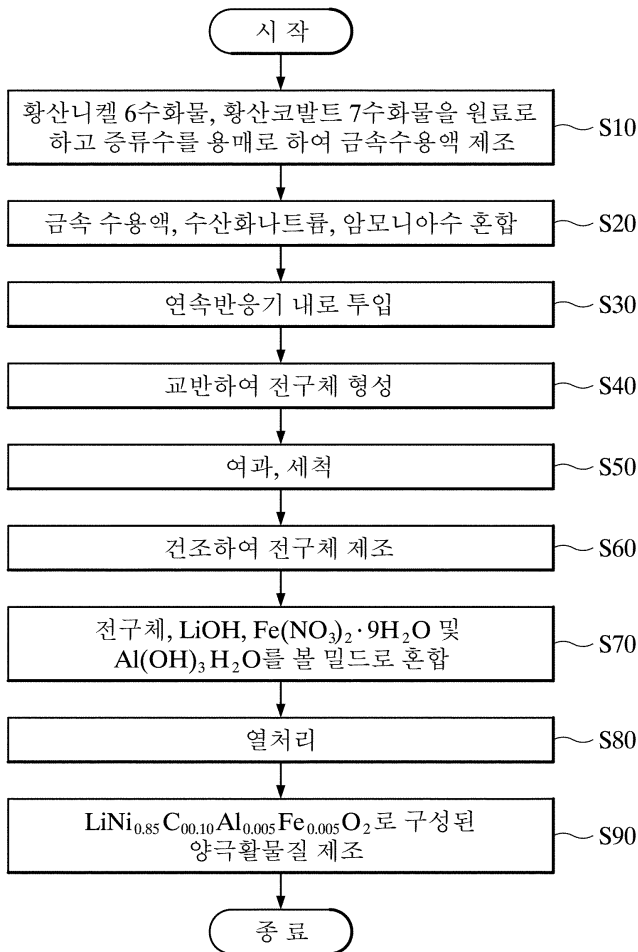 시 작
황산니켈 6수화물, 황산코발트 7수화물을 원료로
하고 증류수를 용매로 하여 금속수용액 제조
S10
금속 수용액, 수산화나트륨, 암모니아수 혼합
S20
연속반응기 내로 투입
S30
교반하여 전구체 형성
S40
여과, 세척
S50
건조하여 전구체 제조
S60
전구체, LiOH, Fe(NO₃)₂·9H₂O 및
Al(OH)₃H₂O를 볼 밀드로 혼합
S70
열처리
S80
LiNi₀.₈₅C₀₀.₁₀Al₀.₀₀₅Fe₀.₀₀₅O₂로 구성된
양극활물질 제조
S90
종 료